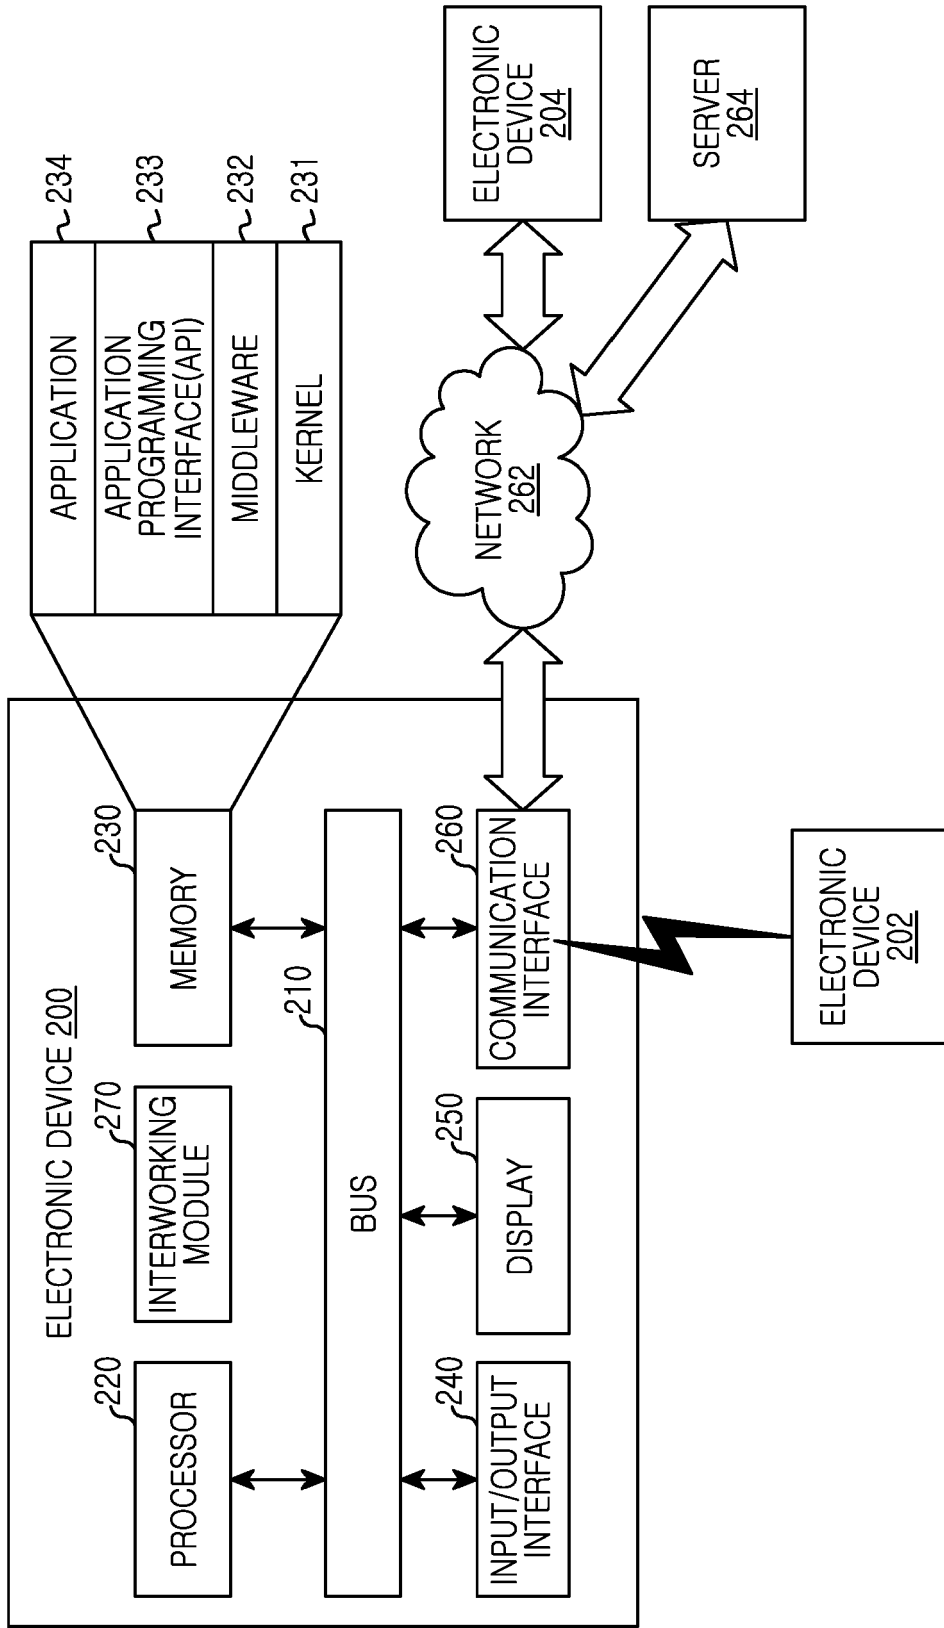 ELECTRONIC DEVICE 200
PROCESSOR
220
INTERWORKING
MODULE
270
MEMORY
230
BUS
210
INPUT/OUTPUT
INTERFACE
240
DISPLAY
250
COMMUNICATION
INTERFACE
260
APPLICATION
234
APPLICATION
PROGRAMMING
INTERFACE(API)
233
MIDDLEWARE
232
KERNEL
231
NETWORK
262
ELECTRONIC
DEVICE
204
SERVER
264
ELECTRONIC
DEVICE
202